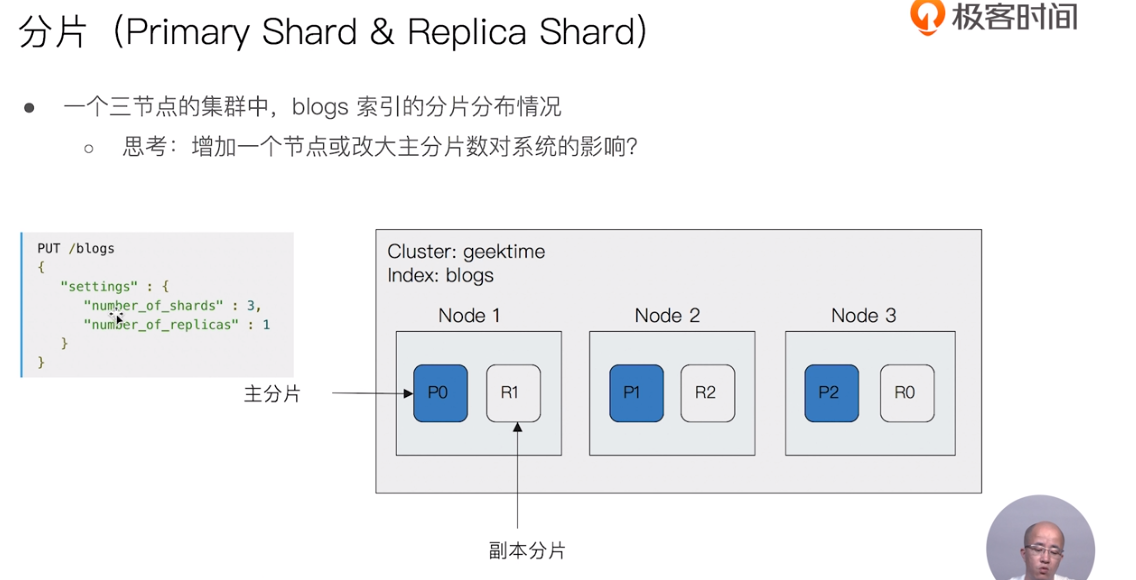 分片（Primary Shard & Replica Shard）
极客时间
● 一个三节点的集群中，blogs 索引的分片分布情况
○ 思考：增加一个节点或改大主分片数对系统的影响？
PUT /blogs
{
"settings" : {
"number_of_shards" : 3,
"number_of_replicas" : 1
}
}
Cluster: geektime
Index: blogs
Node 1
Node 2
Node 3
主分片
P0
R1
P1
R2
P2
R0
副本分片